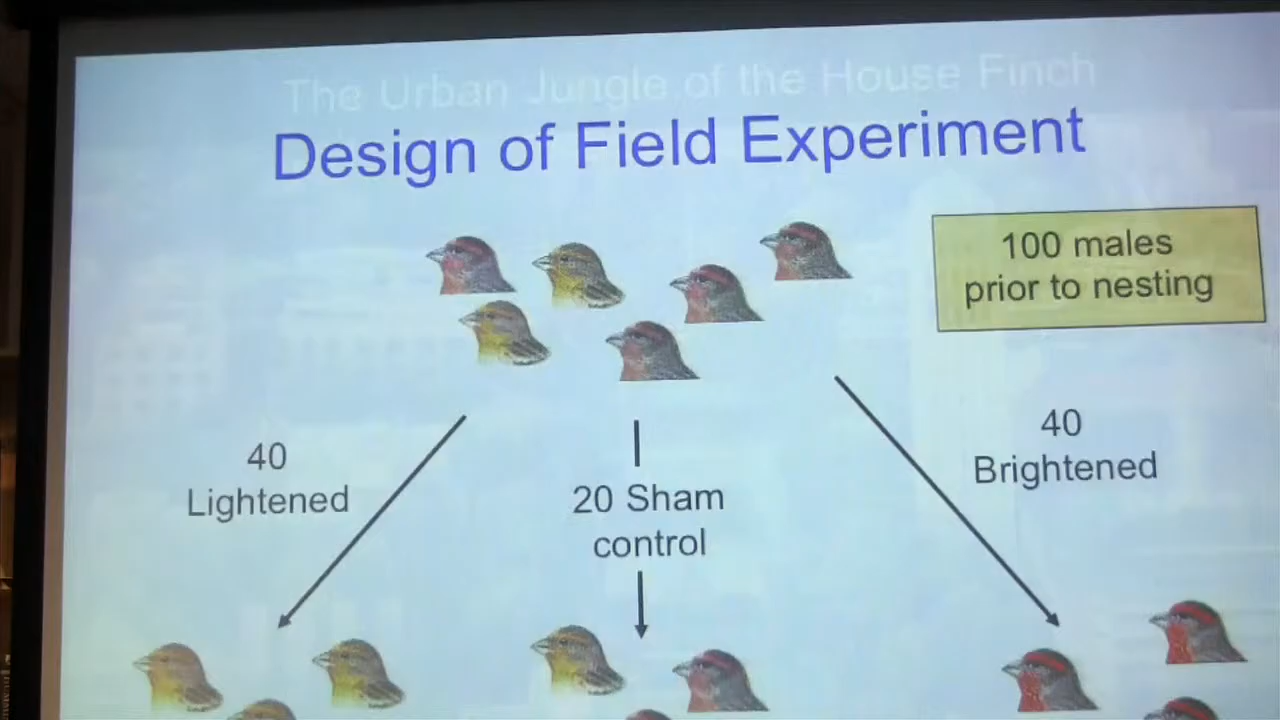 The Urban Jungle of the House Finch
Design of Field Experiment
100 males
prior to nesting
40
Lightened
20 Sham
control
40
Brightened